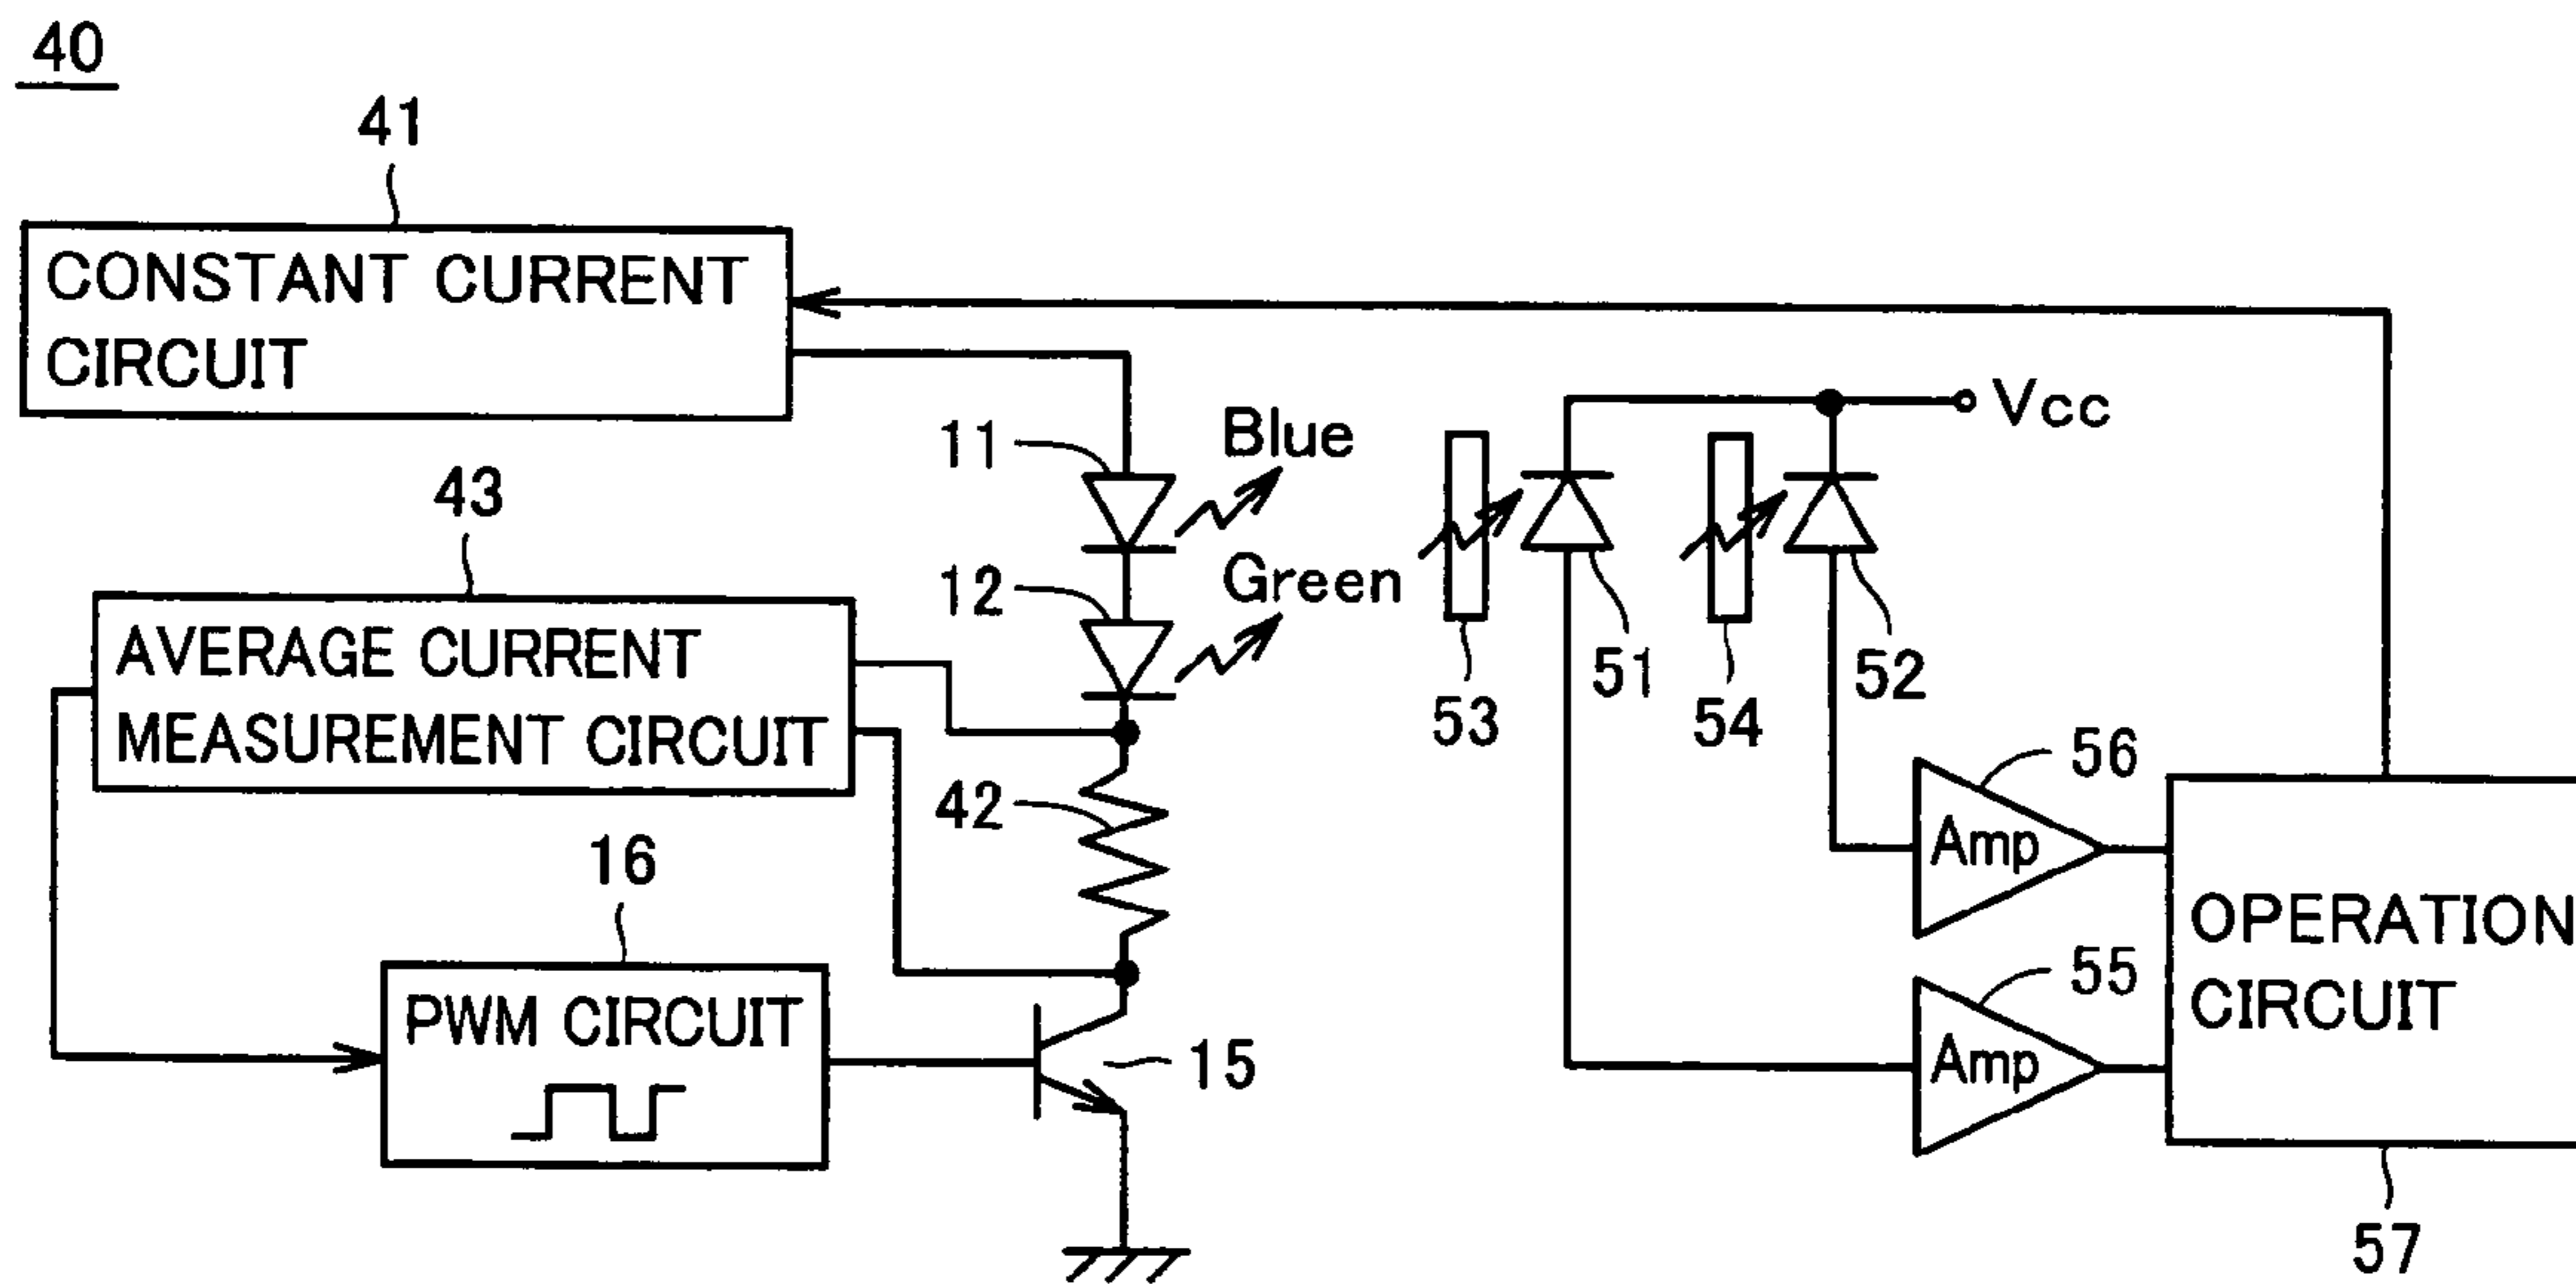 40
41
CONSTANT CURRENT
CIRCUIT
Vcc
11
Blue
43
12
Green
AVERAGE CURRENT
MEASUREMENT CIRCUIT
53
51
54
52
42
56
Amp
16
PWM CIRCUIT
15
55
Amp
OPERATION
CIRCUIT
57